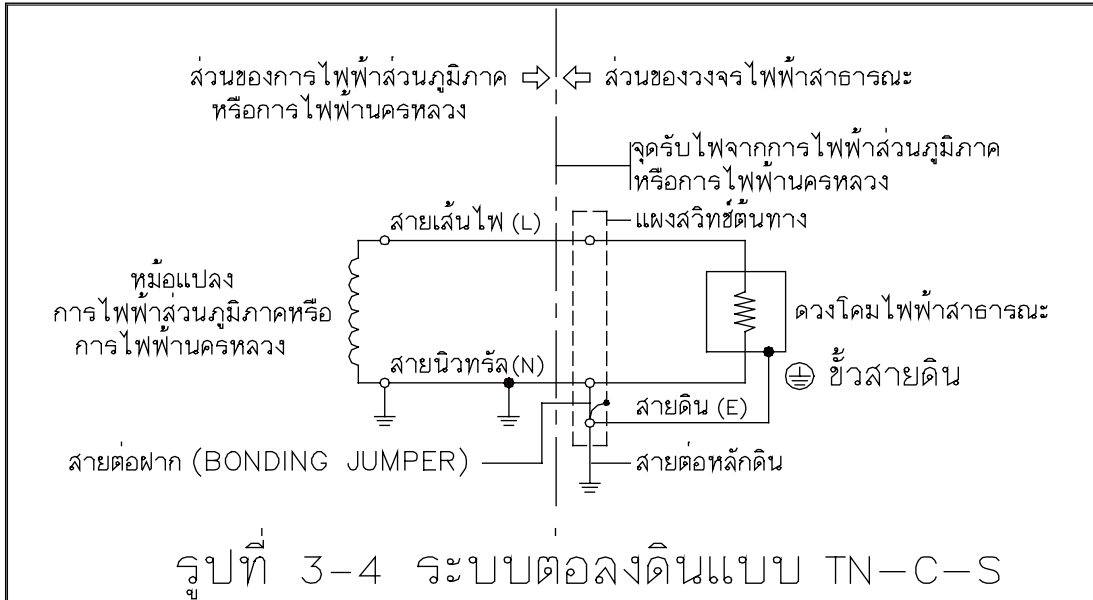 ส่วนของการไฟฟ้าส่วนภูมิภาค
หรือการไฟฟ้านครหลวง
ส่วนของวงจรไฟฟ้าสาธารณะ
จุดรับไฟจากการไฟฟ้าส่วนภูมิภาค
หรือการไฟฟ้านครหลวง
แผงสวิทช์ต้นทาง
สายเส้นไฟ (L)
หม้อแปลง
การไฟฟ้าส่วนภูมิภาคหรือ
การไฟฟ้านครหลวง
ดวงโคมไฟฟ้าสาธารณะ
สายนิวทรัล(N)
ขั้วสายดิน
สายดิน (E)
สายต่อฝาก (BONDING JUMPER)
สายต่อหลักดิน
รูปที่ 3-4 ระบบต่อลงดินแบบ TN-C-S